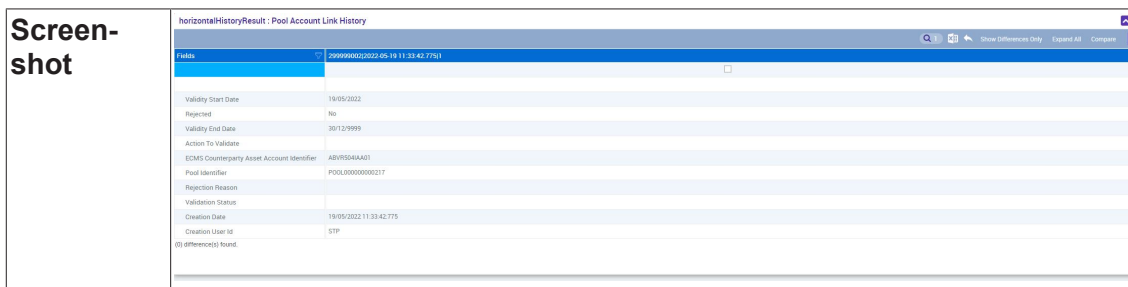 Screen-
shot
horizontalHistoryResult : Pool Account Link History
Show Differences Only Expand All Compare
Fields 299999002|2022-05-19 11:33:42.775|1
Validity Start Date 19/05/2022
Rejected No
Validity End Date 30/12/9999
Action To Validate
ECMS Counterparty Asset Account Identifier ABVR504IAA01
Pool Identifier POOL000000000217
Rejection Reason
Validation Status
Creation Date 19/05/2022 11:33:42.775
Creation User Id STP
(0) difference(s) found.